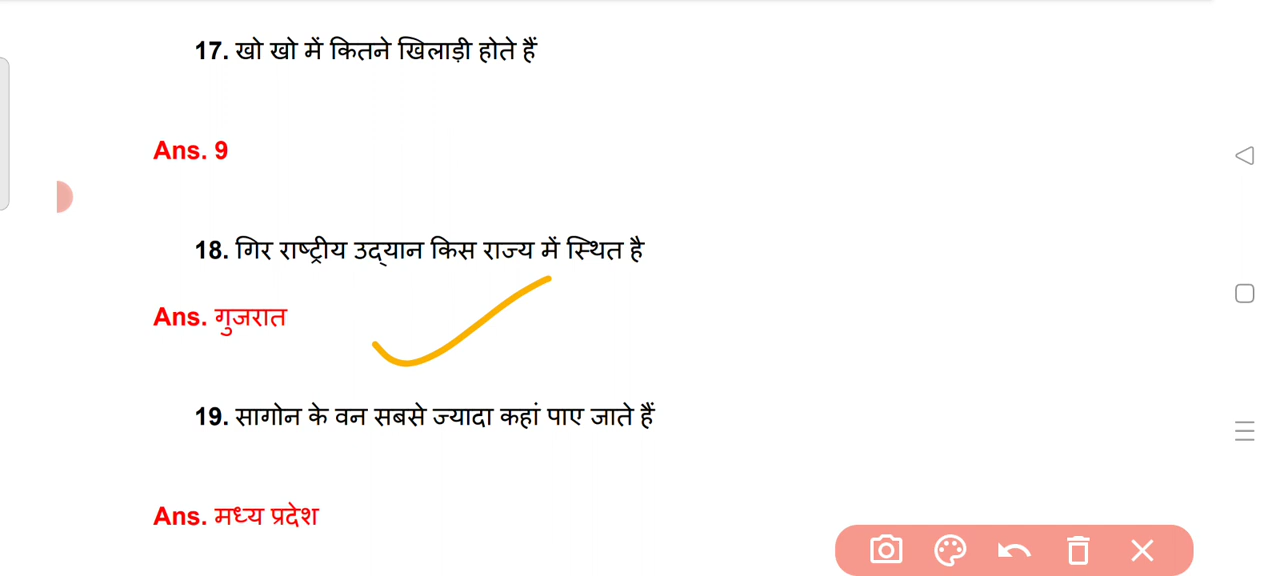 17. खो खो में कितने खिलाड़ी होते हैं
Ans. 9
18. गिर राष्ट्रीय उद्यान किस राज्य में स्थित है
Ans. गुजरात
19. सागोन के वन सबसे ज्यादा कहां पाए जाते हैं
Ans. मध्य प्रदेश